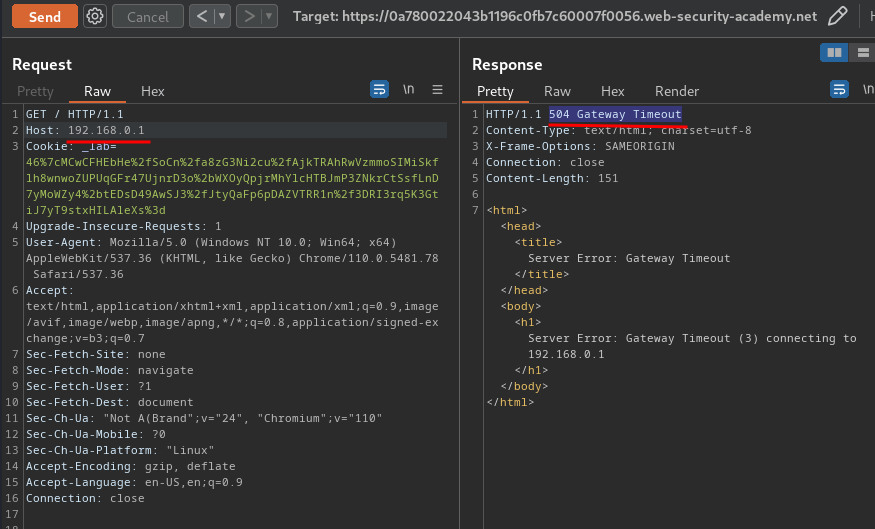 Send Cancel < > Target: https://0a780022043b1196c0fb7c60007f0056.web-security-academy.net
Request
Pretty Raw Hex \n
1 GET / HTTP/1.1
2 Host: 192.168.0.1
3 Cookie: _lab=
46%7cMCwCFHEbHe%2fSoCn%2fa8zG3Ni2cu%2fAjkTRAhRwVzmmoSIMiSkf
lh8wnwoZUPUqGFr47UjnrD3o%2bWXOyQpjrMhYlcHTBJmP3ZNkrCtSsfLnD
7yMoWZy4%2btEDsD49AwSJ3%2fJtyQaFp6pDAZVTRR1n%2f3DRI3rq5K3Gt
iJ7yT9stxHILAleXs%3d
4 Upgrade-Insecure-Requests: 1
5 User-Agent: Mozilla/5.0 (Windows NT 10.0; Win64; x64)
AppleWebKit/537.36 (KHTML, like Gecko) Chrome/110.0.5481.78
Safari/537.36
6 Accept:
text/html,application/xhtml+xml,application/xml;q=0.9,image
/avif,image/webp,image/apng,*/*;q=0.8,application/signed-ex
change;v=b3;q=0.7
7 Sec-Fetch-Site: none
8 Sec-Fetch-Mode: navigate
9 Sec-Fetch-User: ?1
10 Sec-Fetch-Dest: document
11 Sec-Ch-Ua: "Not A(Brand";v="24", "Chromium";v="110"
12 Sec-Ch-Ua-Mobile: ?0
13 Sec-Ch-Ua-Platform: "Linux"
14 Accept-Encoding: gzip, deflate
15 Accept-Language: en-US,en;q=0.9
16 Connection: close
17
18
Response
Pretty Raw Hex Render \n
1 HTTP/1.1 504 Gateway Timeout
2 Content-Type: text/html; charset=utf-8
3 X-Frame-Options: SAMEORIGIN
4 Connection: close
5 Content-Length: 151
6
7 <html>
<head>
<title>
Server Error: Gateway Timeout
</title>
</head>
<body>
<h1>
Server Error: Gateway Timeout (3) connecting to
192.168.0.1
</h1>
</body>
</html>